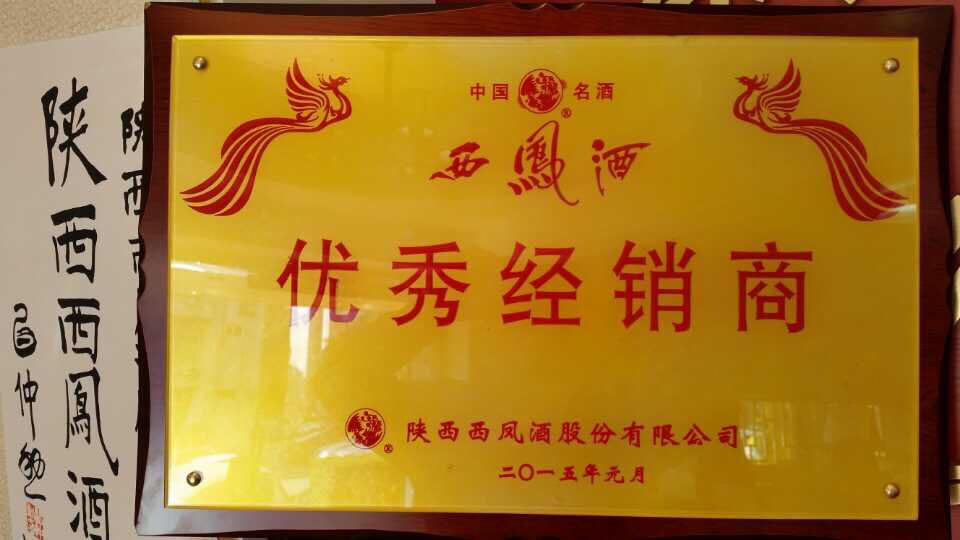 中国 名酒
®
西鳳酒
优秀经销商
® 陕西西凤酒股份有限公司
二〇一五年元月
陕西西鳳酒